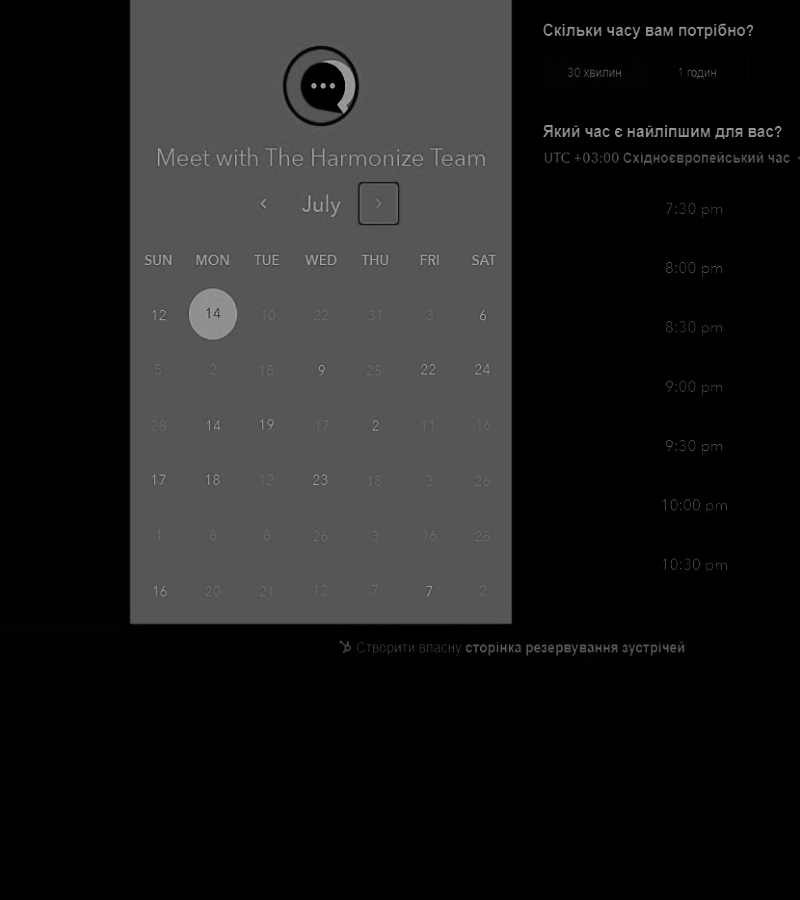 Meet with The Harmonize Team
July
SUN MON TUE WED THU FRI SAT
12 14 10 22 31 3 6
5 2 18 9 25 22 24
28 14 19 17 2 11 16
17 18 12 23 18 3 26
1 8 8 26 3 16 28
16 20 21 12 7 7 2
Скільки часу вам потрібно?
30 хвилин 1 годин
Який час є найліпшим для вас?
UTC +03:00 Східноєвропейський час
7:30 pm
8:00 pm
8:30 pm
9:00 pm
9:30 pm
10:00 pm
10:30 pm
Створити власну сторінка резервування зустрічей